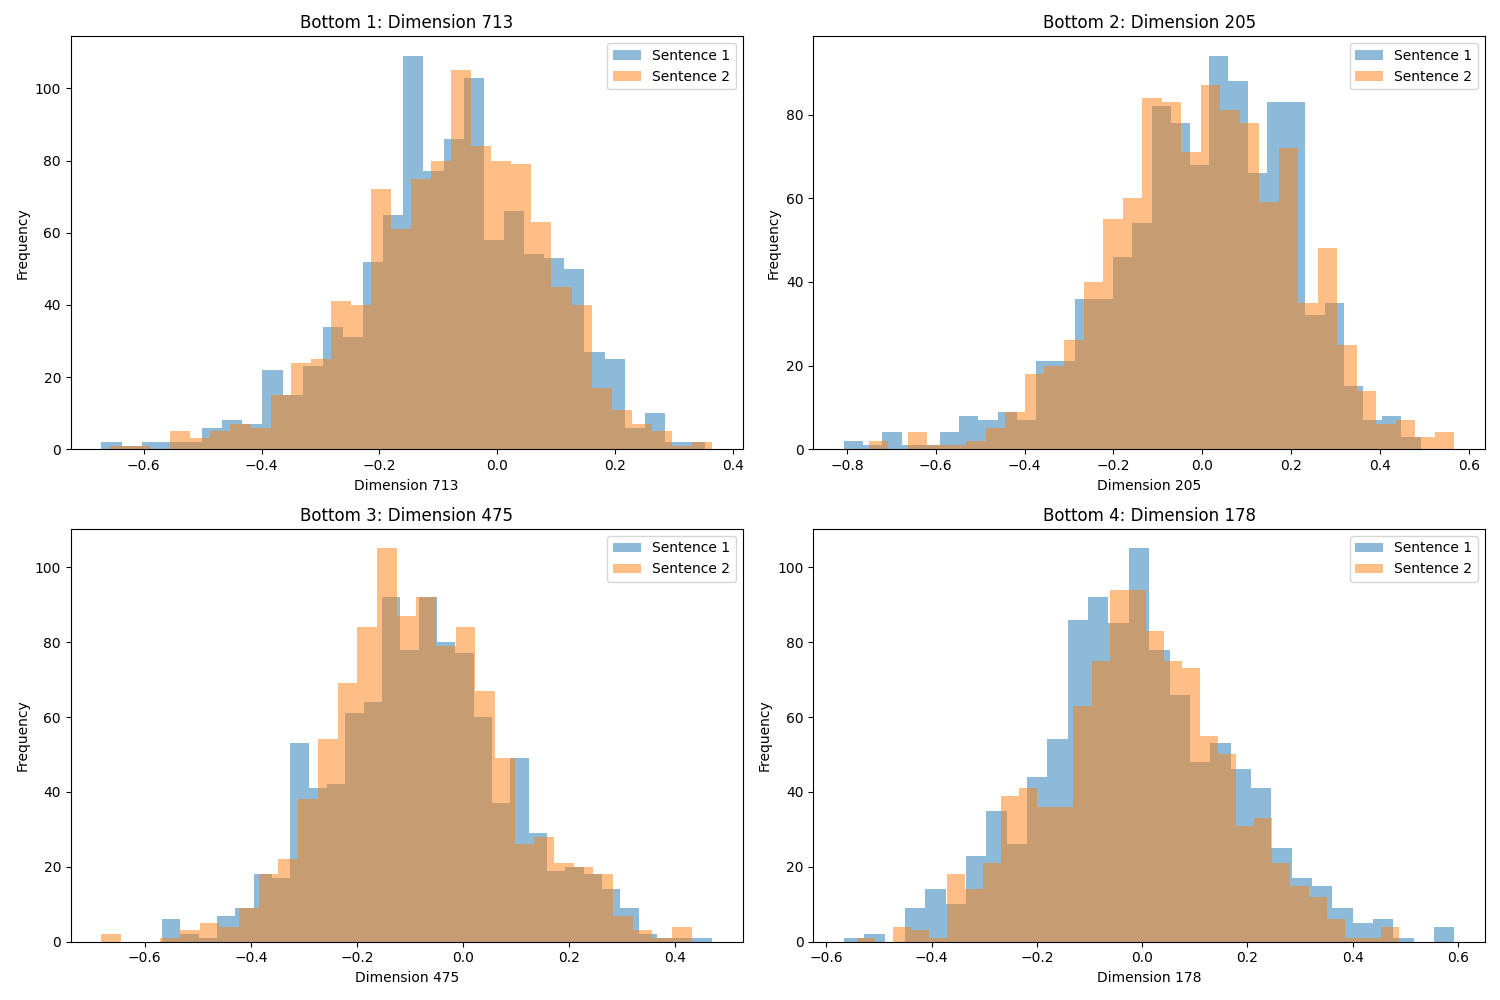 Bottom 1: Dimension 713
Sentence 1
Sentence 2
Frequency
100
80
60
40
20
0
−0.6 −0.4 −0.2 0.0 0.2 0.4
Dimension 713
Bottom 2: Dimension 205
Sentence 1
Sentence 2
Frequency
80
60
40
20
0
−0.8 −0.6 −0.4 −0.2 0.0 0.2 0.4 0.6
Dimension 205
Bottom 3: Dimension 475
Sentence 1
Sentence 2
Frequency
100
80
60
40
20
0
−0.6 −0.4 −0.2 0.0 0.2 0.4
Dimension 475
Bottom 4: Dimension 178
Sentence 1
Sentence 2
Frequency
100
80
60
40
20
0
−0.6 −0.4 −0.2 0.0 0.2 0.4 0.6
Dimension 178